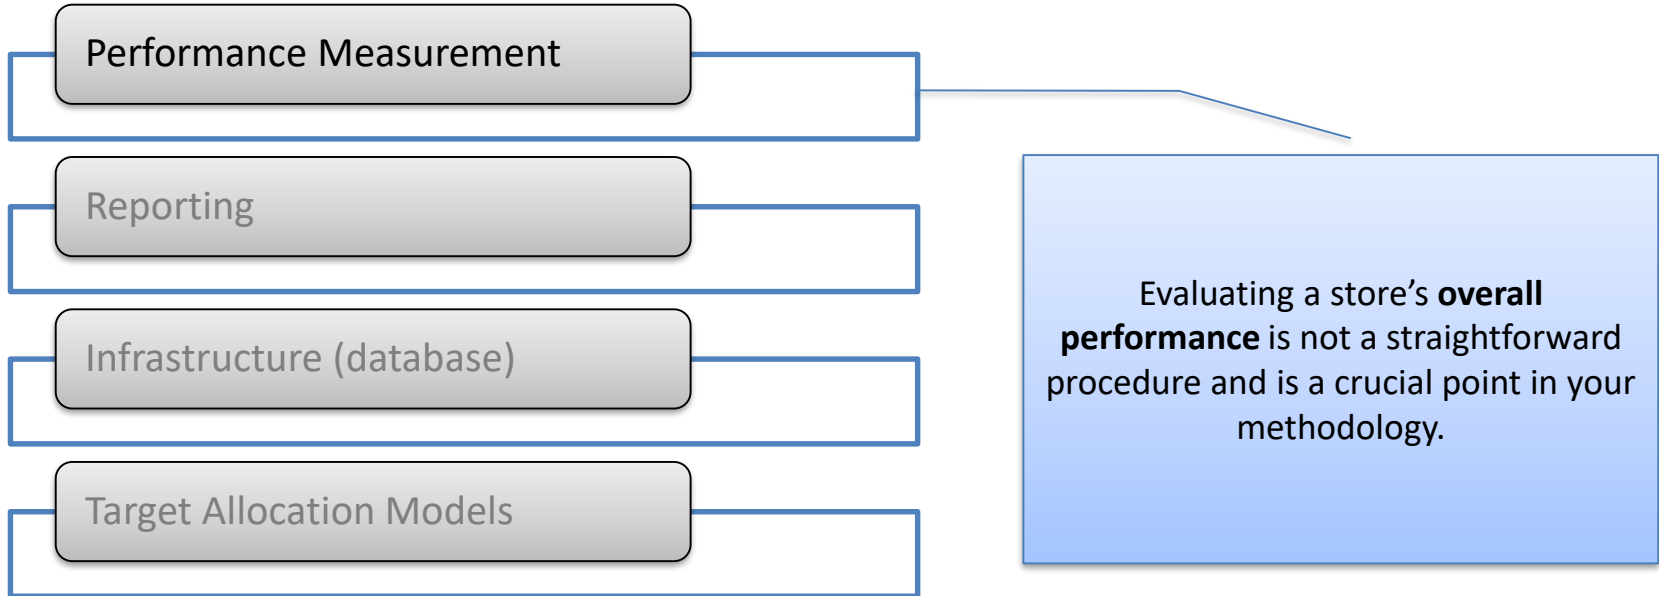 Performance Measurement
Reporting
Infrastructure (database)
Target Allocation Models
Evaluating a store’s overall
performance is not a straightforward
procedure and is a crucial point in your
methodology.